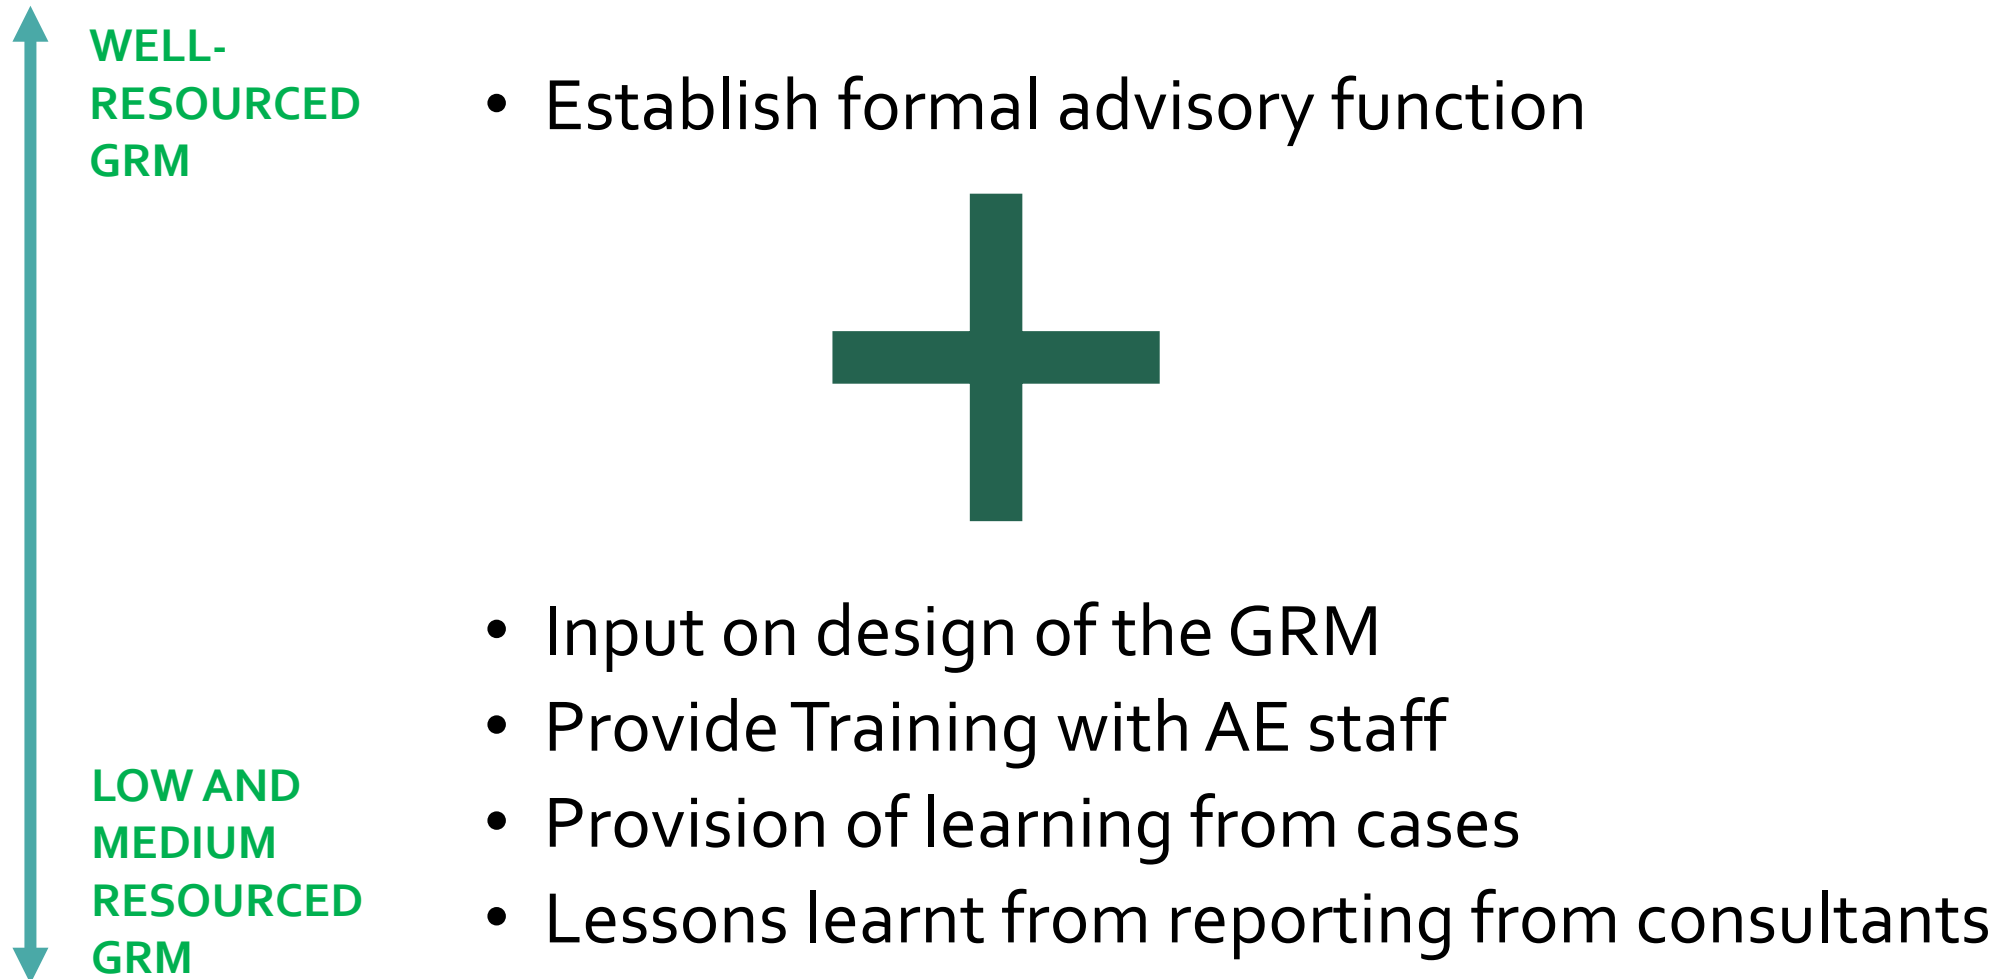 WELL-
RESOURCED
GRM
• Establish formal advisory function
• Input on design of the GRM
• Provide Training with AE staff
• Provision of learning from cases
• Lessons learnt from reporting from consultants
LOW AND
MEDIUM
RESOURCED
GRM